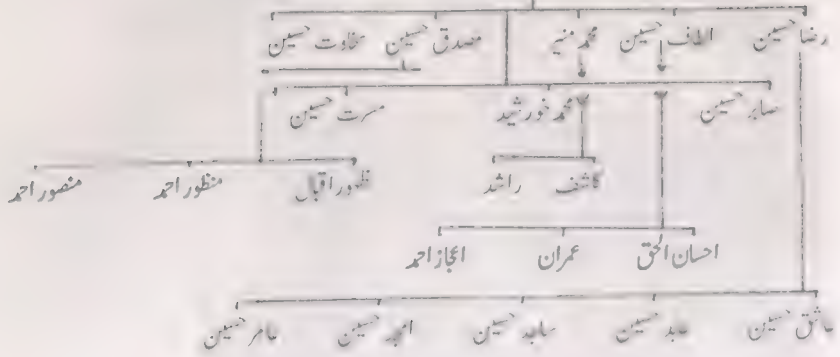 رضا حسین الطاف حسین محمد منیر مصدق حسین سخاوت حسین
صابر حسین محمد خورشید مسرت حسین
ظہور اقبال منظور احمد منصور احمد
کاشف راشد
احسان الحق عمران اعجاز احمد
عاشق حسین عابد حسین ساجد حسین امجد حسین عامر حسین